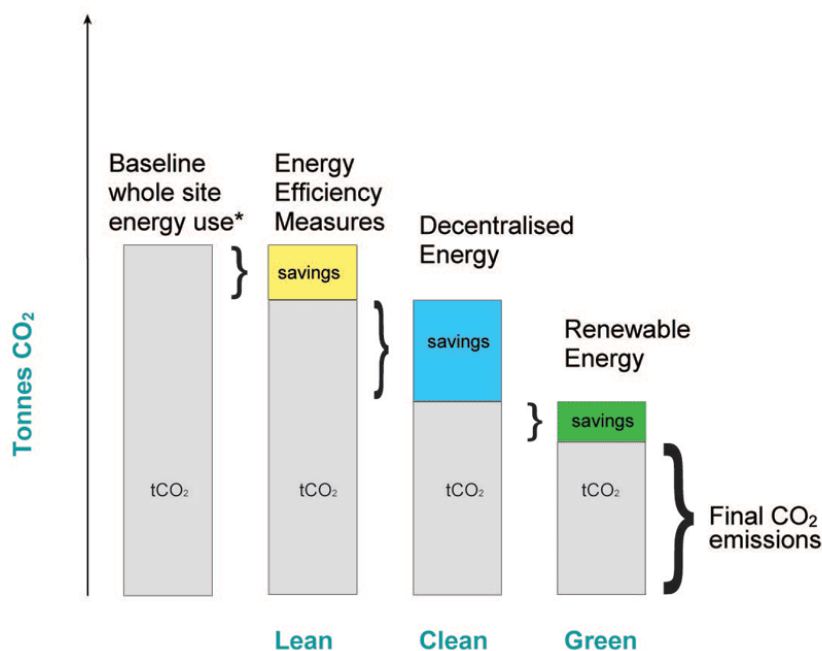 Baseline
whole site
energy use*
Energy
Efficiency
Measures
Decentralised
Energy
Renewable
Energy
savings
savings
savings
tCO₂
tCO₂
tCO₂
tCO₂
Final CO₂
emissions
Tonnes CO₂
Lean
Clean
Green